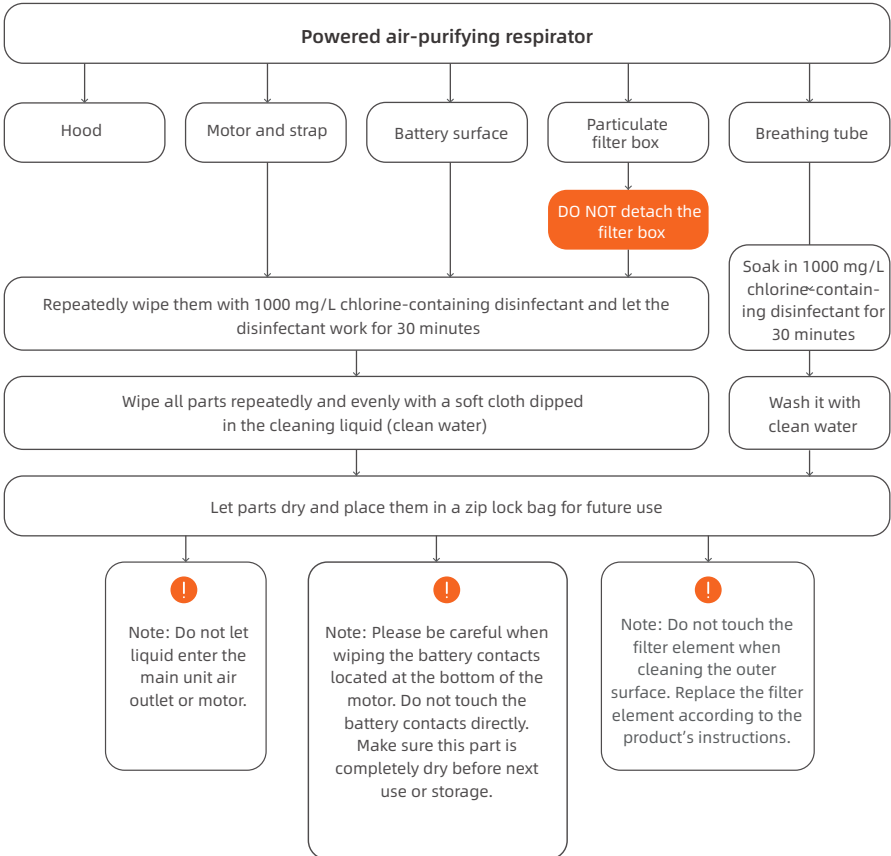 Powered air-purifying respirator
Hood
Motor and strap
Battery surface
Particulate
filter box
Breathing tube
DO NOT detach the
filter box
Repeatedly wipe them with 1000 mg/L chlorine-containing disinfectant and let the
disinfectant work for 30 minutes
Soak in 1000 mg/L
chlorine-contain-
ing disinfectant for
30 minutes
Wipe all parts repeatedly and evenly with a soft cloth dipped
in the cleaning liquid (clean water)
Wash it with
clean water
Let parts dry and place them in a zip lock bag for future use
!
Note: Do not let
liquid enter the
main unit air
outlet or motor.
!
Note: Please be careful when
wiping the battery contacts
located at the bottom of the
motor. Do not touch the
battery contacts directly.
Make sure this part is
completely dry before next
use or storage.
!
Note: Do not touch the
filter element when
cleaning the outer
surface. Replace the filter
element according to the
product's instructions.